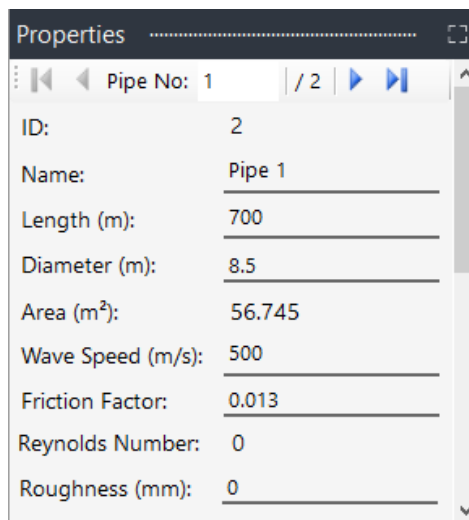 Properties
Pipe No: 1 / 2
ID: 2
Name: Pipe 1
Length (m): 700
Diameter (m): 8.5
Area (m²): 56.745
Wave Speed (m/s): 500
Friction Factor: 0.013
Reynolds Number: 0
Roughness (mm): 0